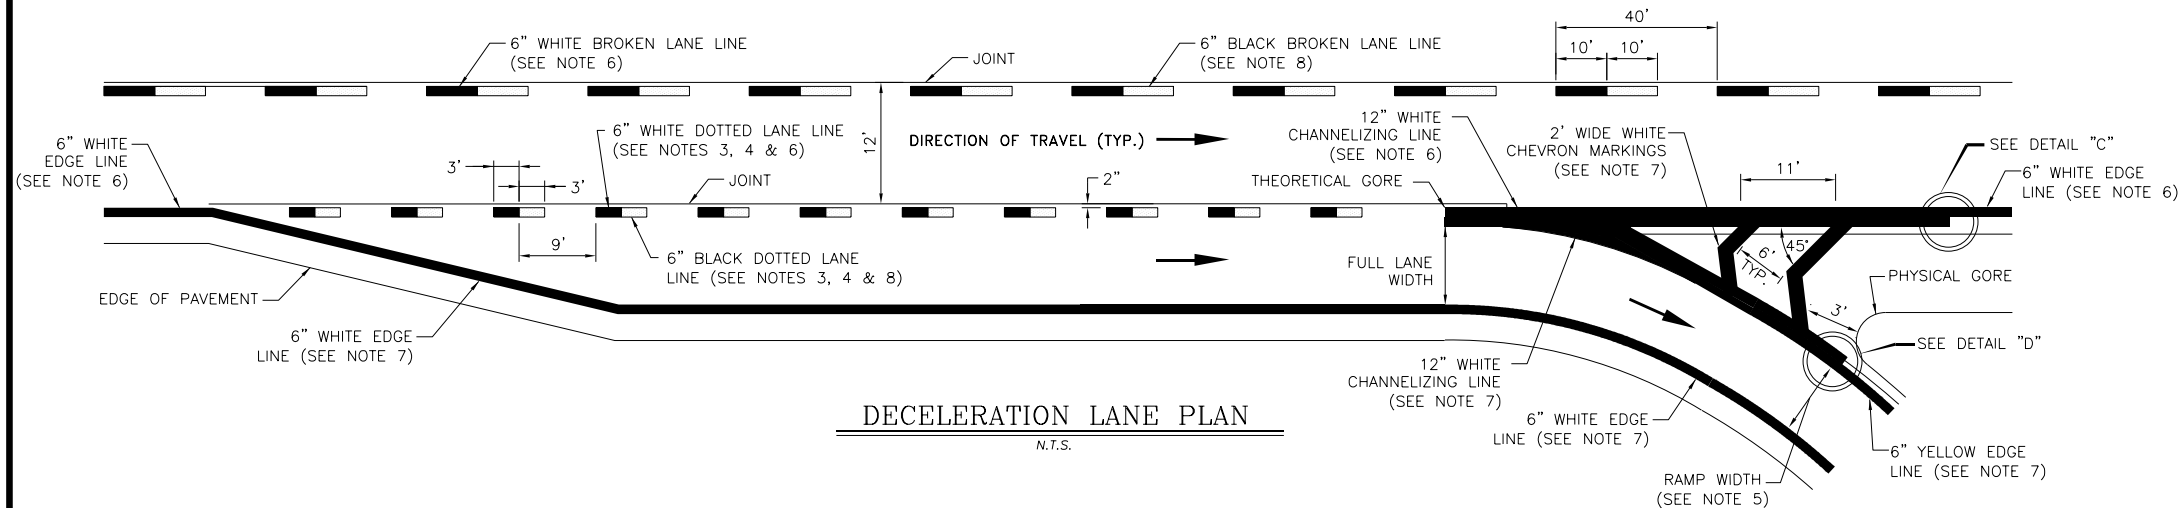 40’
6” WHITE BROKEN LANE LINE
(SEE NOTE 6)
JOINT
6” BLACK BROKEN LANE LINE
(SEE NOTE 8)
10’ 10’
6” WHITE
EDGE LINE
(SEE NOTE 6)
6” WHITE DOTTED LANE LINE
(SEE NOTES 3, 4 & 6)
12’
DIRECTION OF TRAVEL (TYP.)
12” WHITE
CHANNELIZING LINE
(SEE NOTE 6)
2’ WIDE WHITE
CHEVRON MARKINGS
(SEE NOTE 7)
SEE DETAIL "C"
3’
3’
JOINT
2”
THEORETICAL GORE
11’
6” WHITE EDGE
LINE (SEE NOTE 6)
9’
6” BLACK DOTTED LANE
LINE (SEE NOTES 3, 4 & 8)
FULL LANE
WIDTH
45°
6’
TYP.
EDGE OF PAVEMENT
PHYSICAL GORE
3’
6” WHITE EDGE
LINE (SEE NOTE 7)
SEE DETAIL "D"
12” WHITE
CHANNELIZING LINE
(SEE NOTE 7)
DECELERATION LANE PLAN
N.T.S.
6” WHITE EDGE
LINE (SEE NOTE 7)
6” YELLOW EDGE
LINE (SEE NOTE 7)
RAMP WIDTH
(SEE NOTE 5)